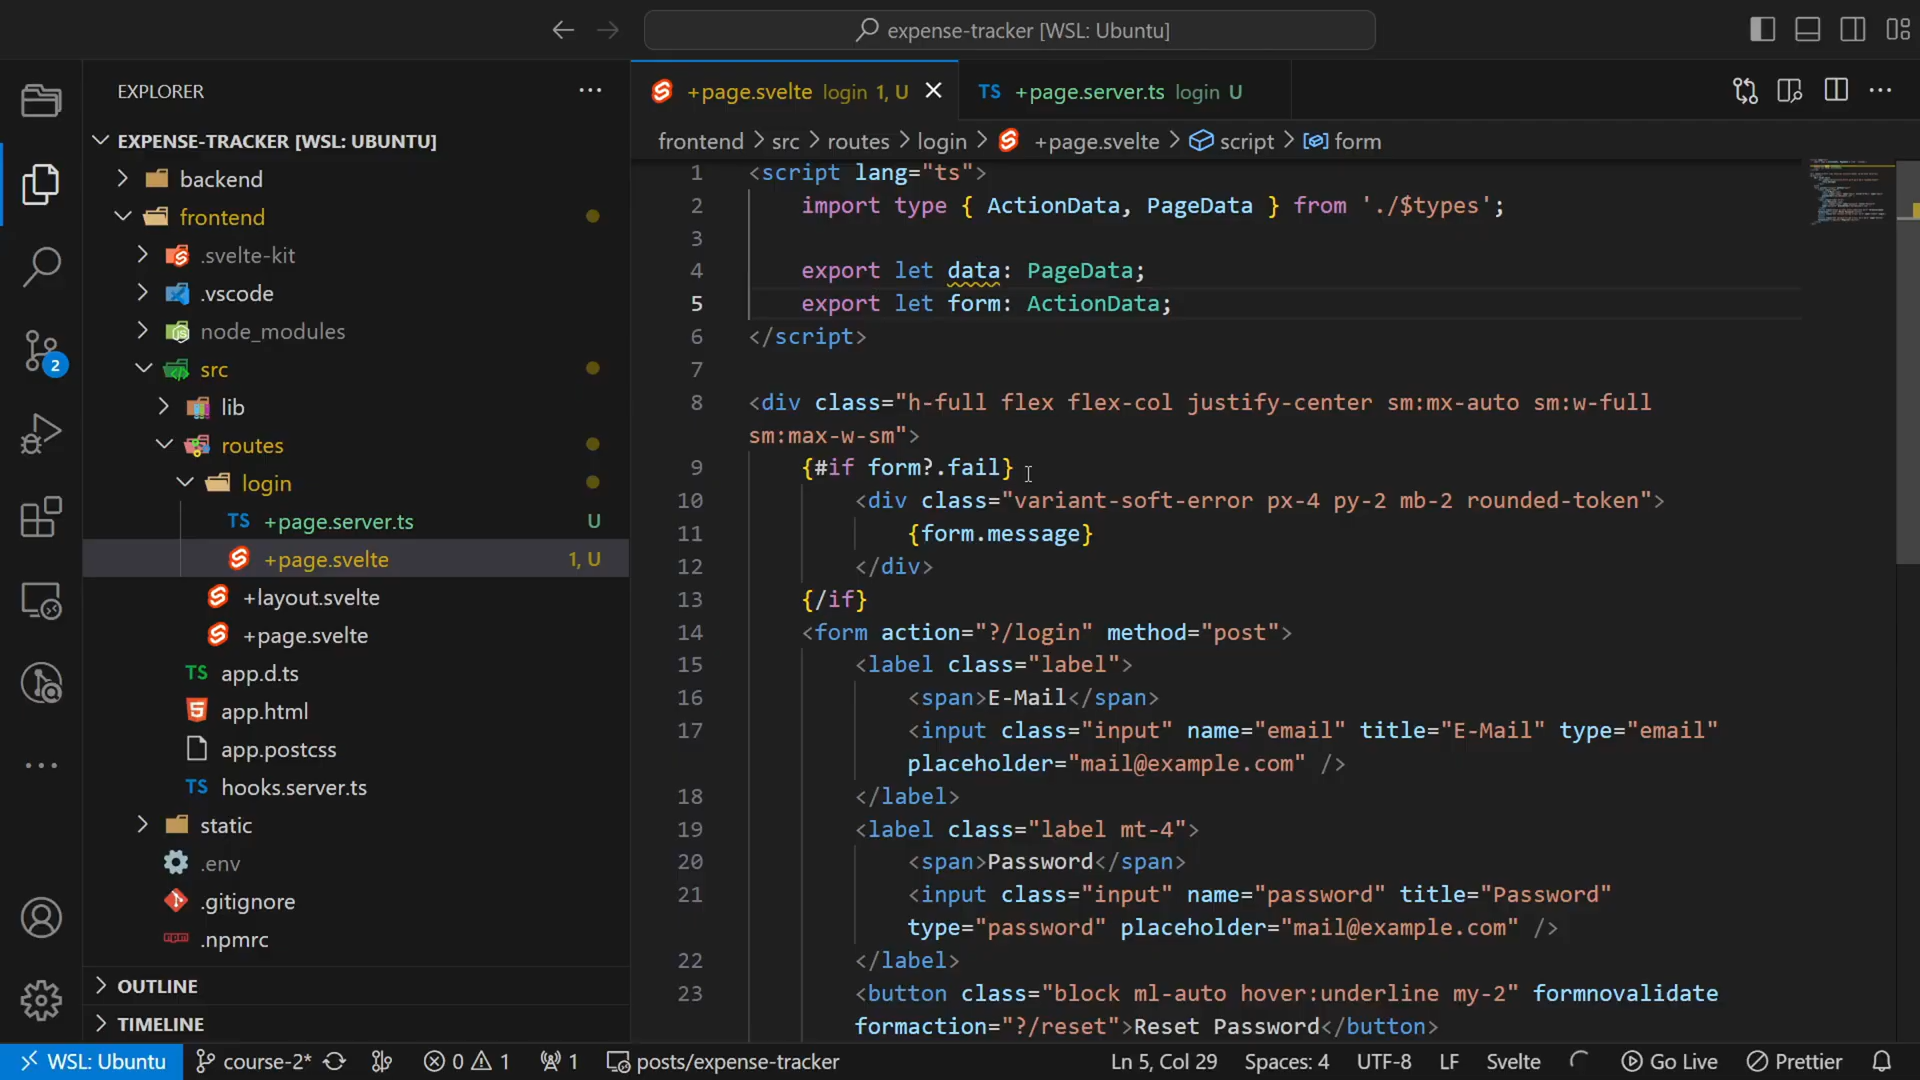 expense-tracker [WSL: Ubuntu]
EXPLORER
EXPENSE-TRACKER [WSL: UBUNTU]
backend
frontend
.svelte-kit
.vscode
node_modules
src
lib
routes
login
TS +page.server.ts U
+page.svelte 1, U
+layout.svelte
+page.svelte
TS app.d.ts
app.html
app.postcss
TS hooks.server.ts
static
.env
.gitignore
.npmrc
OUTLINE
TIMELINE
2
+page.svelte login 1, U
TS +page.server.ts login U
frontend > src > routes > login > +page.svelte > script > form
1 <script lang="ts">
2 import type { ActionData, PageData } from './$types';
3
4 export let data: PageData;
5 export let form: ActionData;
6 </script>
7
8 <div class="h-full flex flex-col justify-center sm:mx-auto sm:w-full
sm:max-w-sm">
9 {#if form?.fail}
10 <div class="variant-soft-error px-4 py-2 mb-2 rounded-token">
11 {form.message}
12 </div>
13 {/if}
14 <form action="?/login" method="post">
15 <label class="label">
16 <span>E-Mail</span>
17 <input class="input" name="email" title="E-Mail" type="email"
placeholder="mail@example.com" />
18 </label>
19 <label class="label mt-4">
20 <span>Password</span>
21 <input class="input" name="password" title="Password"
type="password" placeholder="mail@example.com" />
22 </label>
23 <button class="block ml-auto hover:underline my-2" formnovalidate
formaction="?/reset">Reset Password</button>
WSL: Ubuntu course-2* 0 1 1 posts/expense-tracker Ln 5, Col 29 Spaces: 4 UTF-8 LF Svelte Go Live Prettier